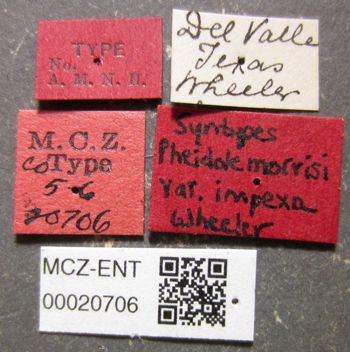 TYPE
No.
A. M. N. H.
Del Valle
Texas
Wheeler
M. C. Z.
CoType
5-6
20706
Syntypes
Pheidole morrisi
var. impexa
Wheeler
MCZ-ENT
00020706